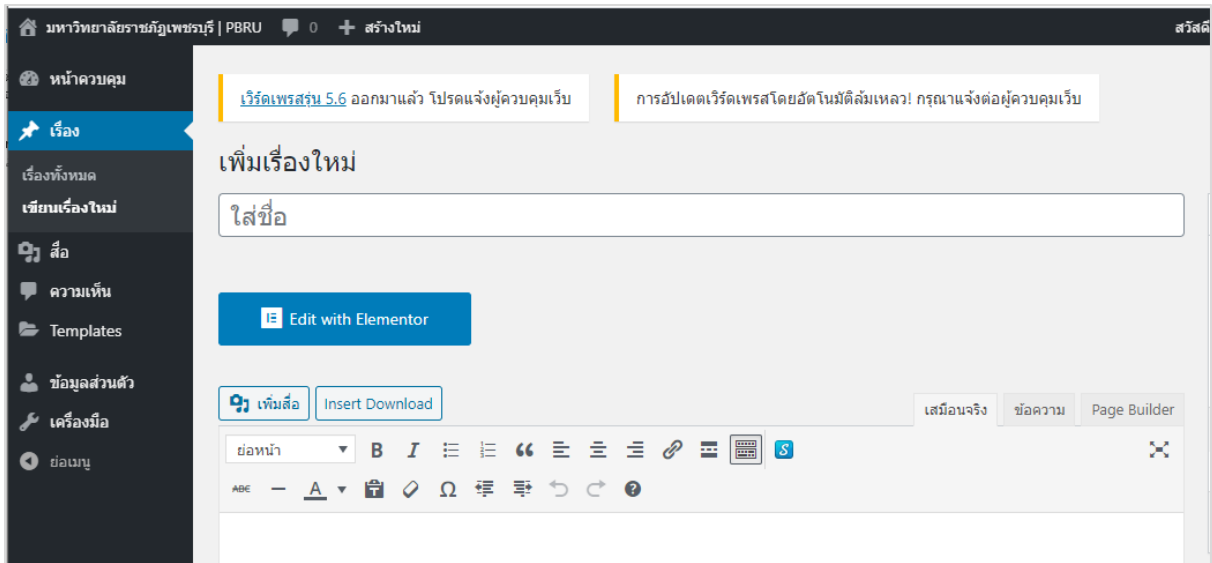 มหาวิทยาลัยราชภัฏเพชรบุรี | PBRU 0 สร้างใหม่ สวัสดี
หน้าควบคุม
เวิร์ดเพรสรุ่น 5.6 ออกมาแล้ว โปรดแจ้งผู้ควบคุมเว็บ
การอัปเดตเวิร์ดเพรสโดยอัตโนมัติล้มเหลว! กรุณาแจ้งต่อผู้ควบคุมเว็บ
เรื่อง
เรื่องทั้งหมด
เขียนเรื่องใหม่
สื่อ
ความเห็น
Templates
ข้อมูลส่วนตัว
เครื่องมือ
ย่อเมนู
เพิ่มเรื่องใหม่
ใส่ชื่อ
Edit with Elementor
เพิ่มสื่อ Insert Download
เสมือนจริง ข้อความ Page Builder
ย่อหน้า B I S
ABC A Ω